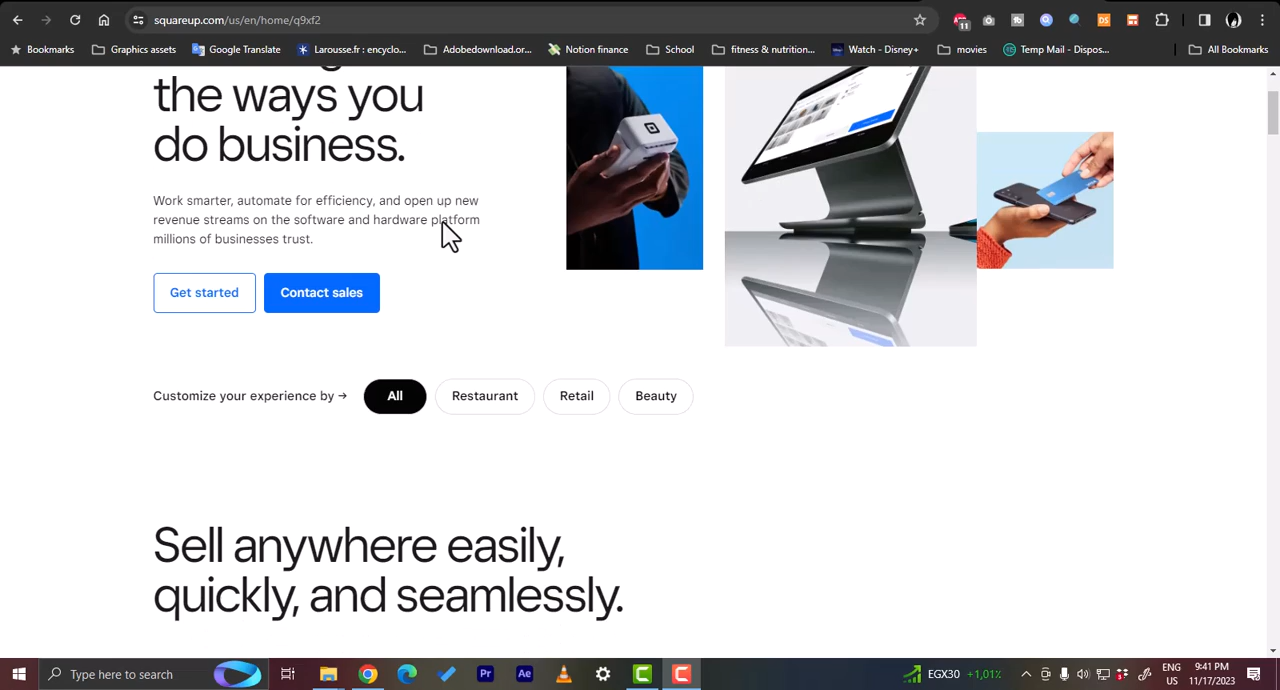 squareup.com/us/en/home/q9xf2
11
DS
Bookmarks
Graphics assets
Google Translate
Larousse.fr : encyclo...
Adobedownload.or...
Notion finance
School
fitness & nutrition...
Watch - Disney+
movies
Temp Mail - Dispos...
All Bookmarks
the ways you
do business.
Work smarter, automate for efficiency, and open up new
revenue streams on the software and hardware platform
millions of businesses trust.
Get started
Contact sales
Customize your experience by →
All
Restaurant
Retail
Beauty
Sell anywhere easily,
quickly, and seamlessly.
Type here to search
Pr
Ae
EGX30 +1,01%
ENG
US
9:41 PM
11/17/2023